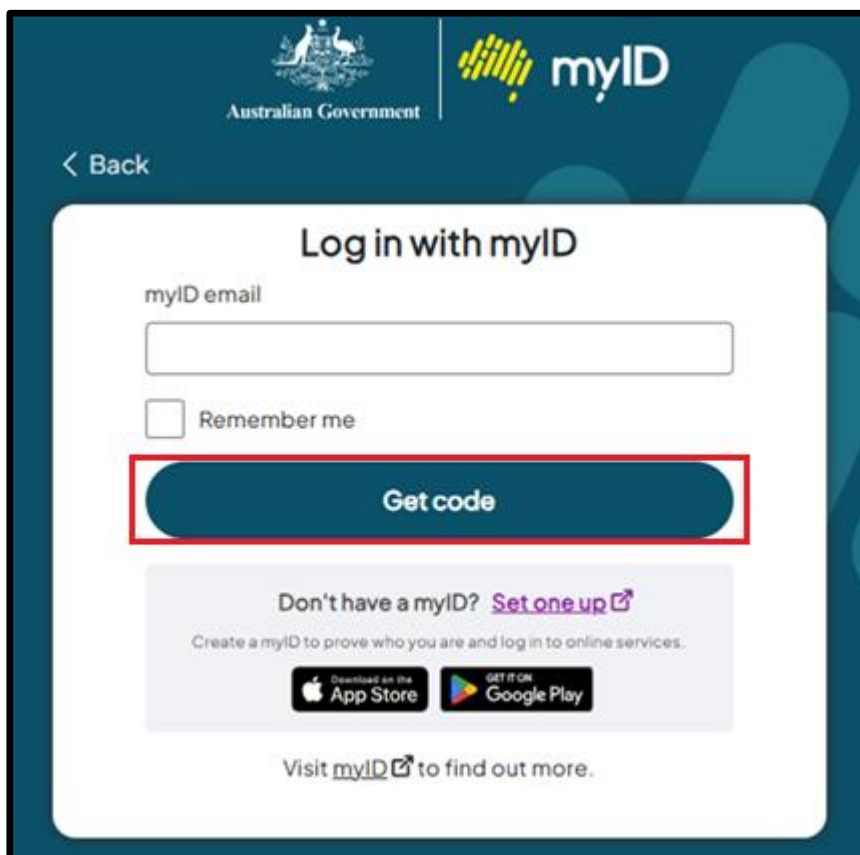 Australian Government
myID
Back
Log in with myID
myID email
Remember me
Get code
Don't have a myID? Set one up
Create a myID to prove who you are and log in to online services.
Download on the
App Store
GET IT ON
Google Play
Visit myID to find out more.